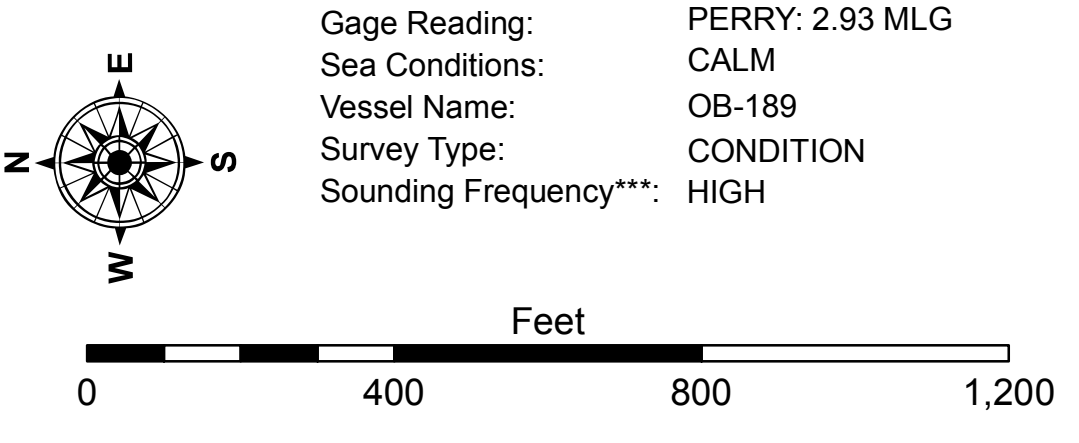 Gage Reading: PERRY: 2.93 MLG
Sea Conditions: CALM
Vessel Name: OB-189
Survey Type: CONDITION
Sounding Frequency***: HIGH
E
N S
W
Feet
0 400 800 1,200